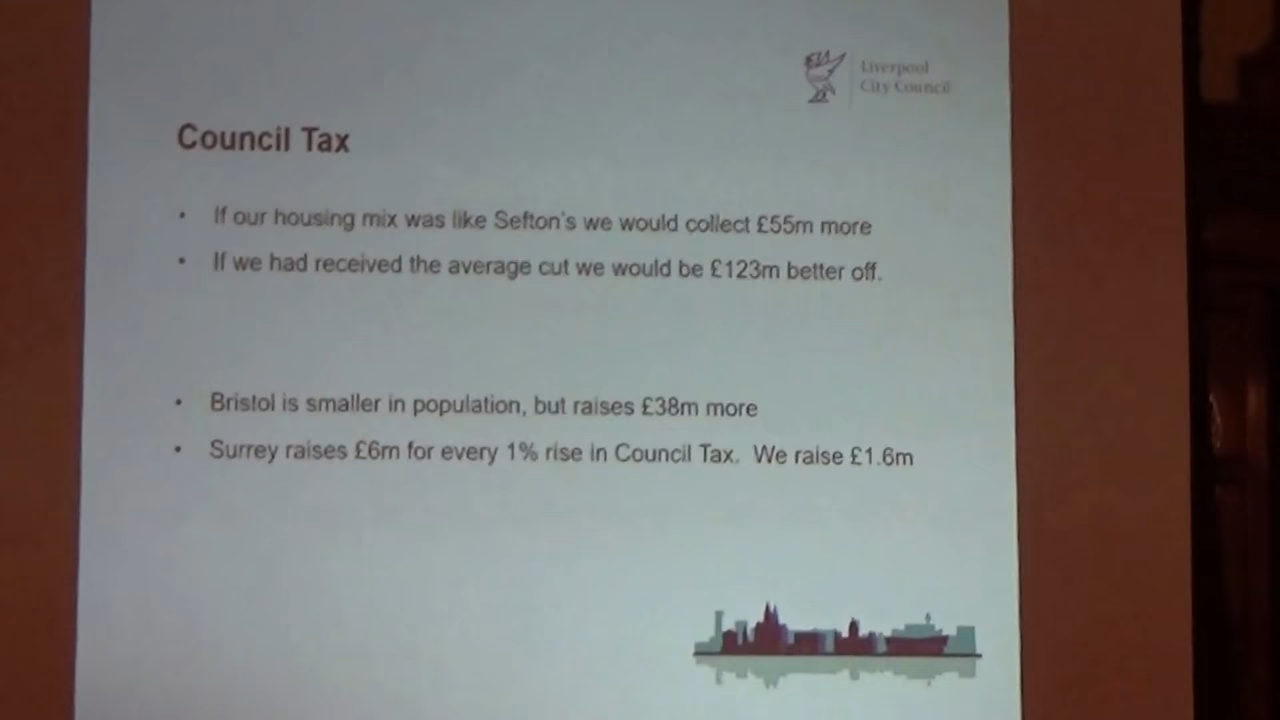 Liverpool
City Council
Council Tax
• If our housing mix was like Sefton's we would collect £55m more
• If we had received the average cut we would be £123m better off.
• Bristol is smaller in population, but raises £38m more
• Surrey raises £6m for every 1% rise in Council Tax.  We raise £1.6m